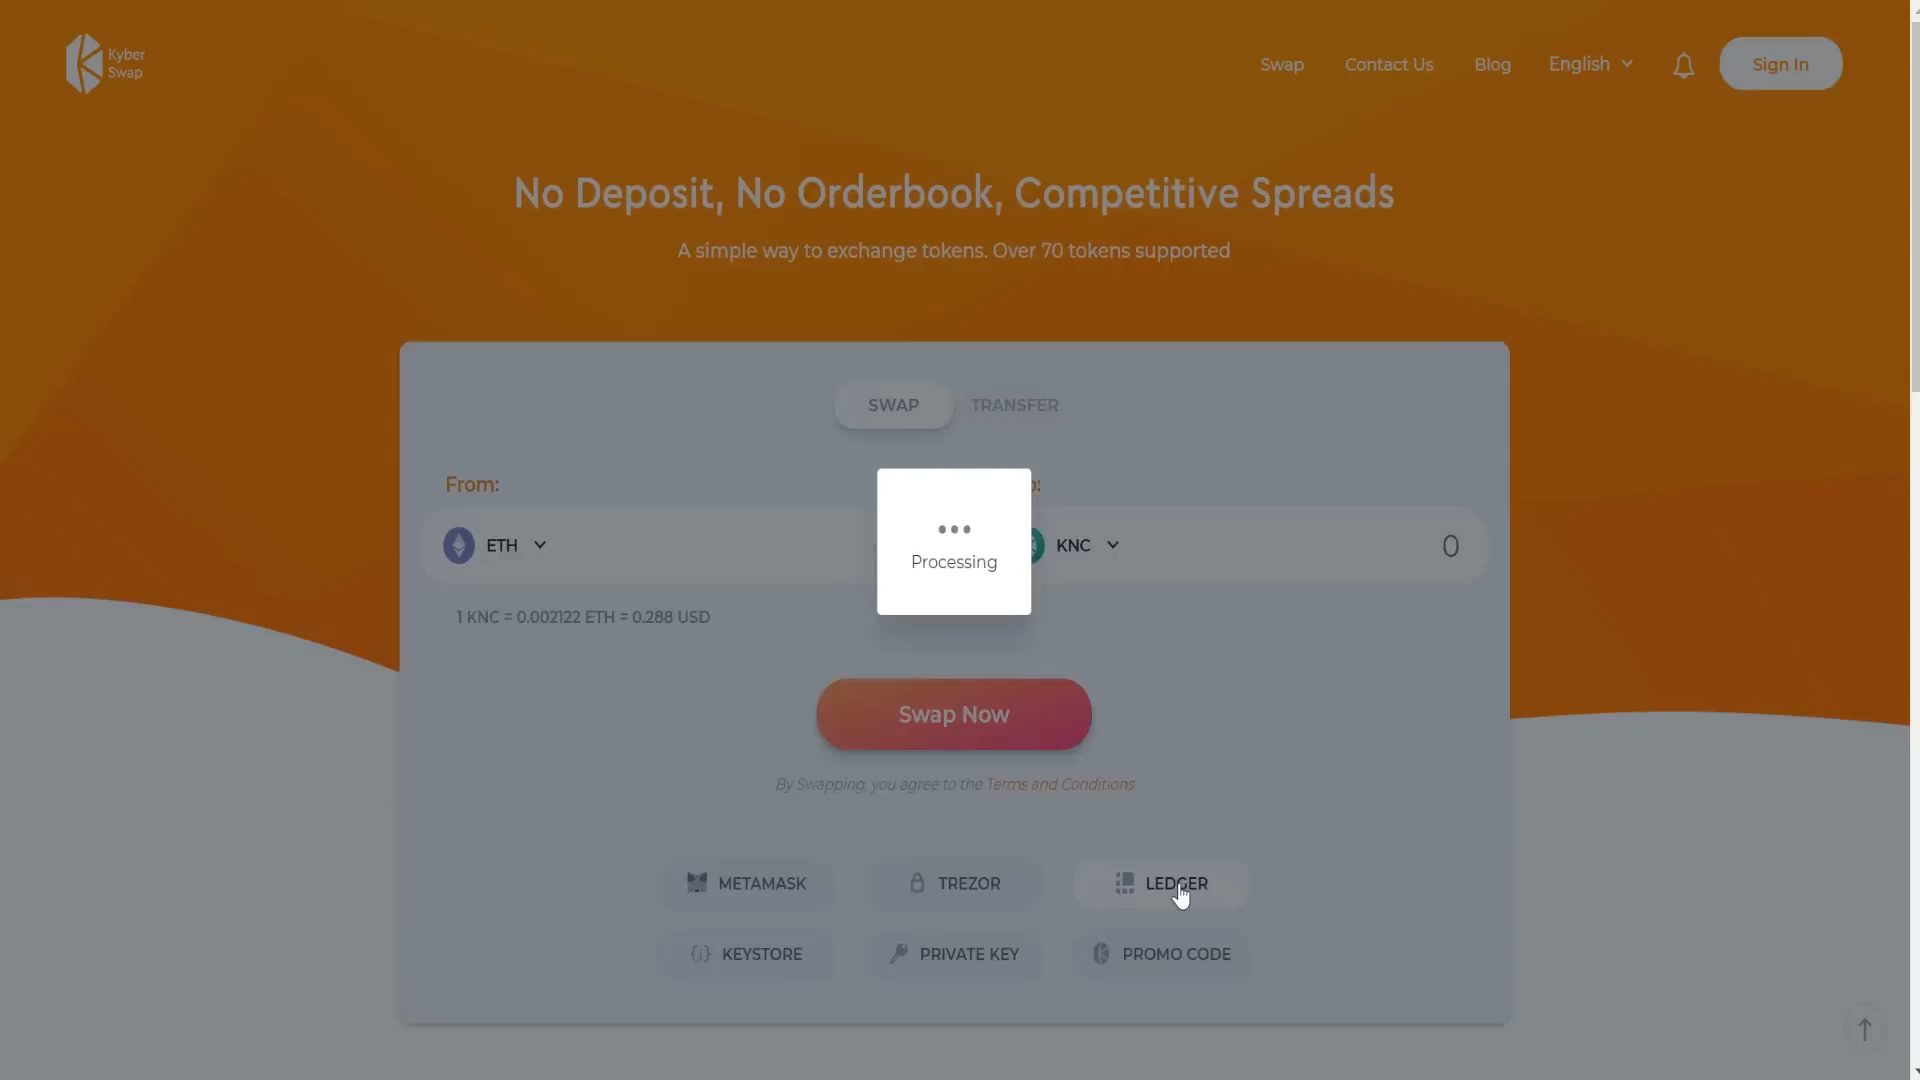 Kyber
Swap
Swap
Contact Us
Blog
English
Sign In
No Deposit, No Orderbook, Competitive Spreads
A simple way to exchange tokens. Over 70 tokens supported
SWAP
TRANSFER
From:
o:
ETH
KNC
0
Processing
1 KNC = 0.002122 ETH = 0.288 USD
Swap Now
By Swapping, you agree to the Terms and Conditions
METAMASK
TREZOR
LEDGER
KEYSTORE
PRIVATE KEY
PROMO CODE